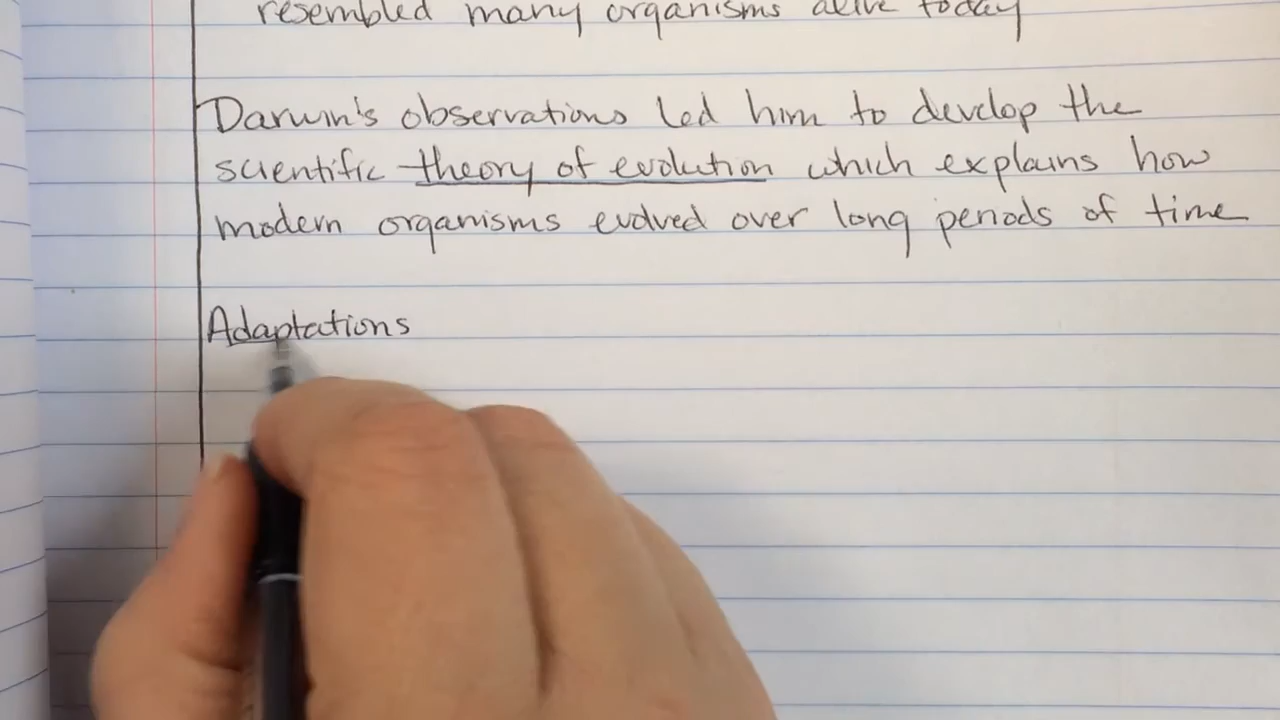 resembled many organisms alive today
Darwin's observations led him to develop the
scientific theory of evolution which explains how
modern organisms evolved over long periods of time
Adaptations